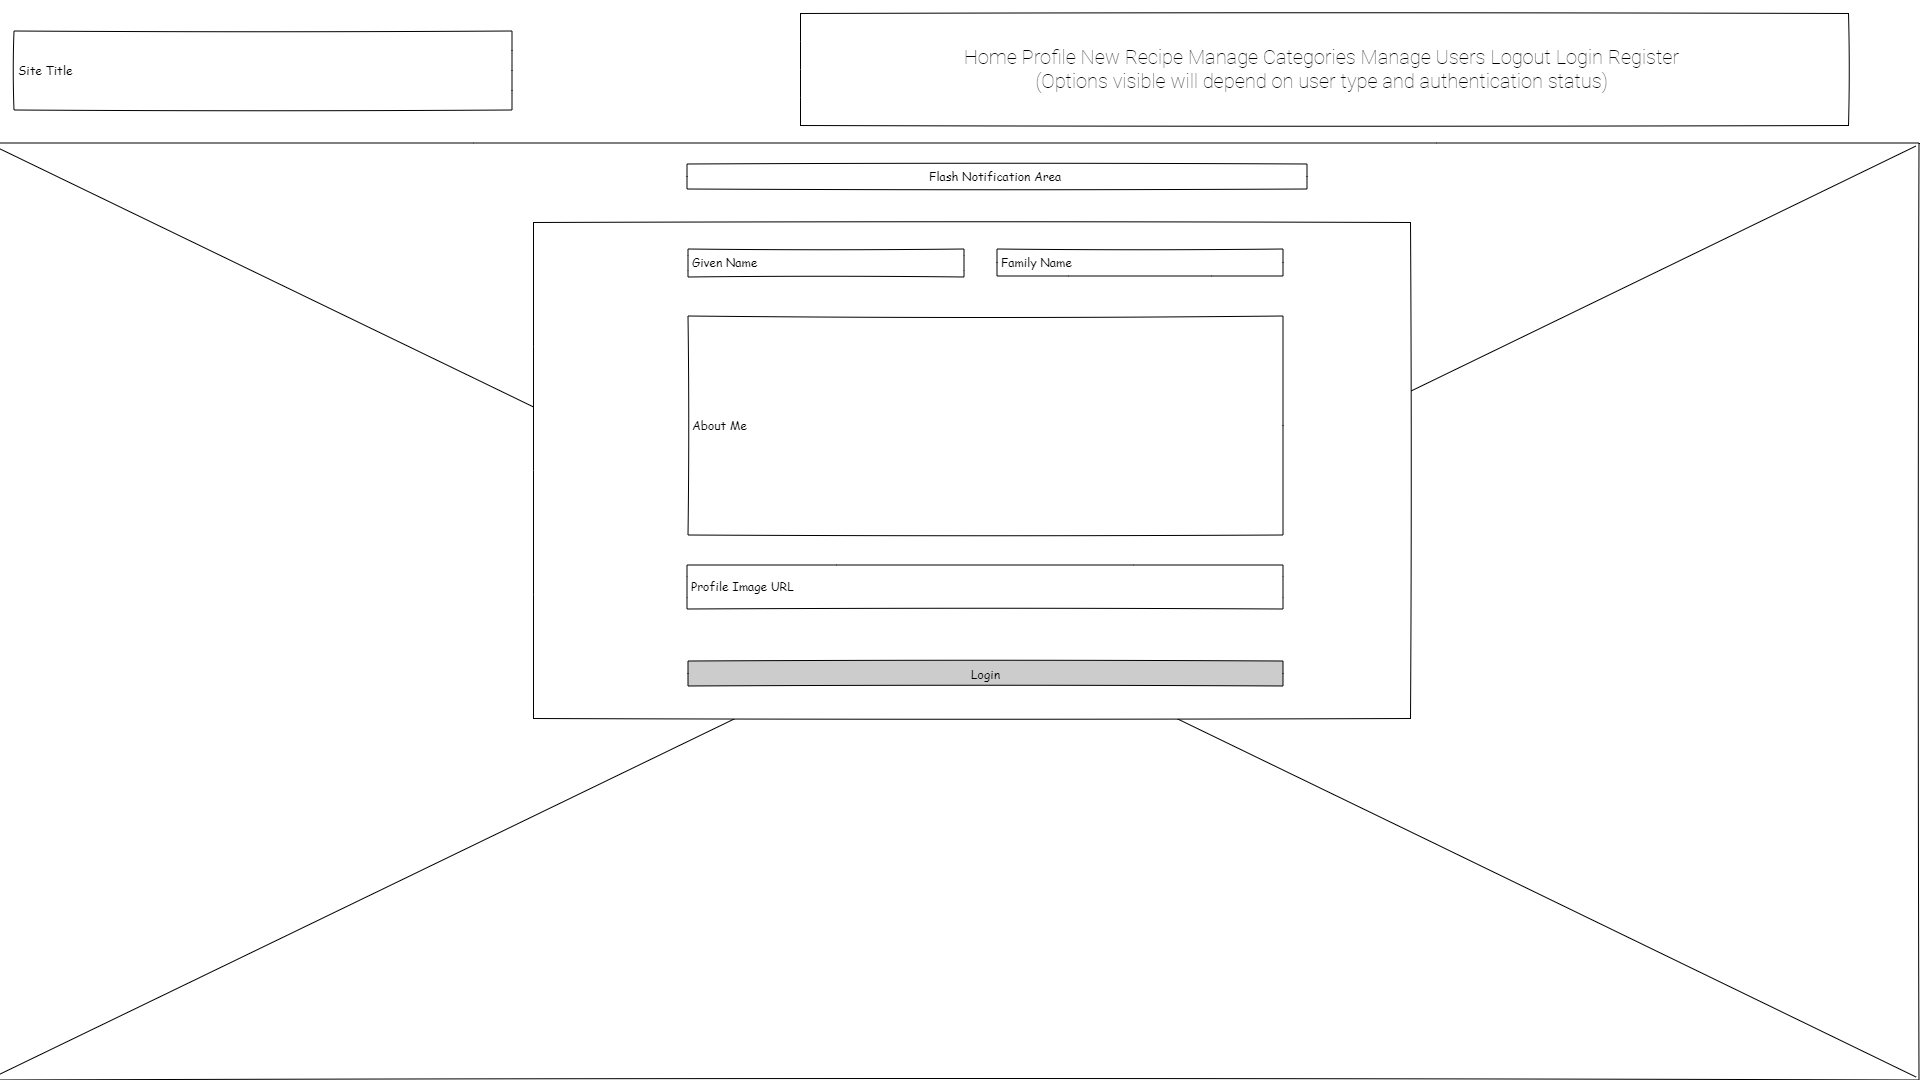 Site Title
Home Profile New Recipe Manage Categories Manage Users Logout Login Register
(Options visible will depend on user type and authentication status)
Flash Notification Area
Given Name
Family Name
About Me
Profile Image URL
Login